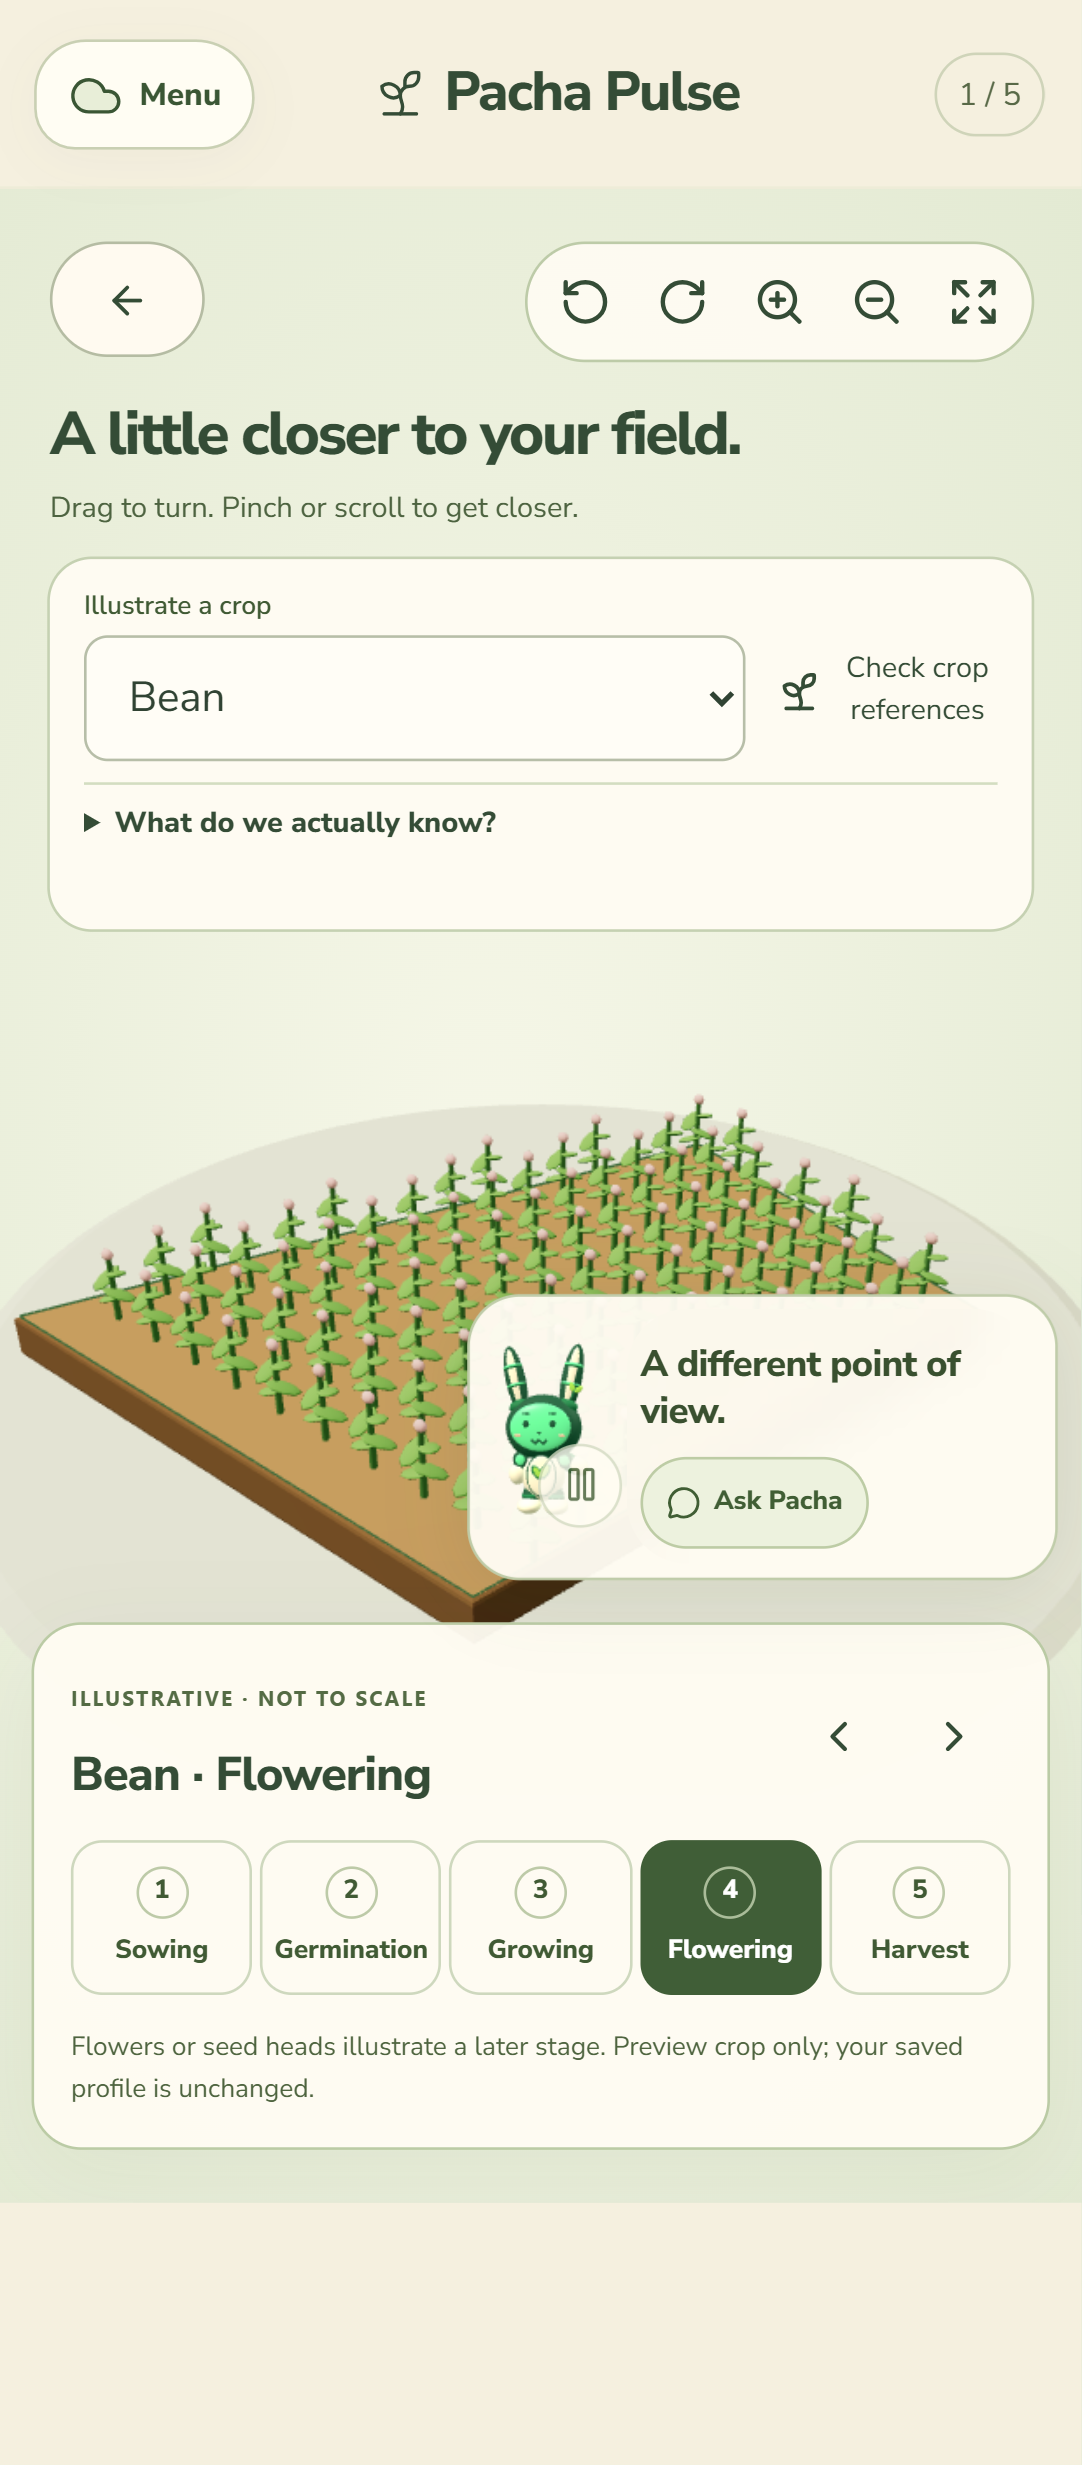 Menu
Pacha Pulse
1 / 5
A little closer to your field.
Drag to turn. Pinch or scroll to get closer.
Illustrate a crop
Bean
Check crop
references
What do we actually know?
A different point of
view.
Ask Pacha
ILLUSTRATIVE · NOT TO SCALE
Bean · Flowering
1
Sowing
2
Germination
3
Growing
4
Flowering
5
Harvest
Flowers or seed heads illustrate a later stage. Preview crop only; your saved
profile is unchanged.